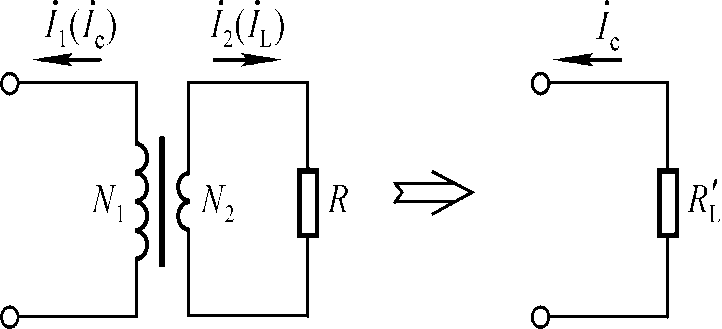 İ₁(İc) İ₂(İL) İc
N₁ N₂ R R′L